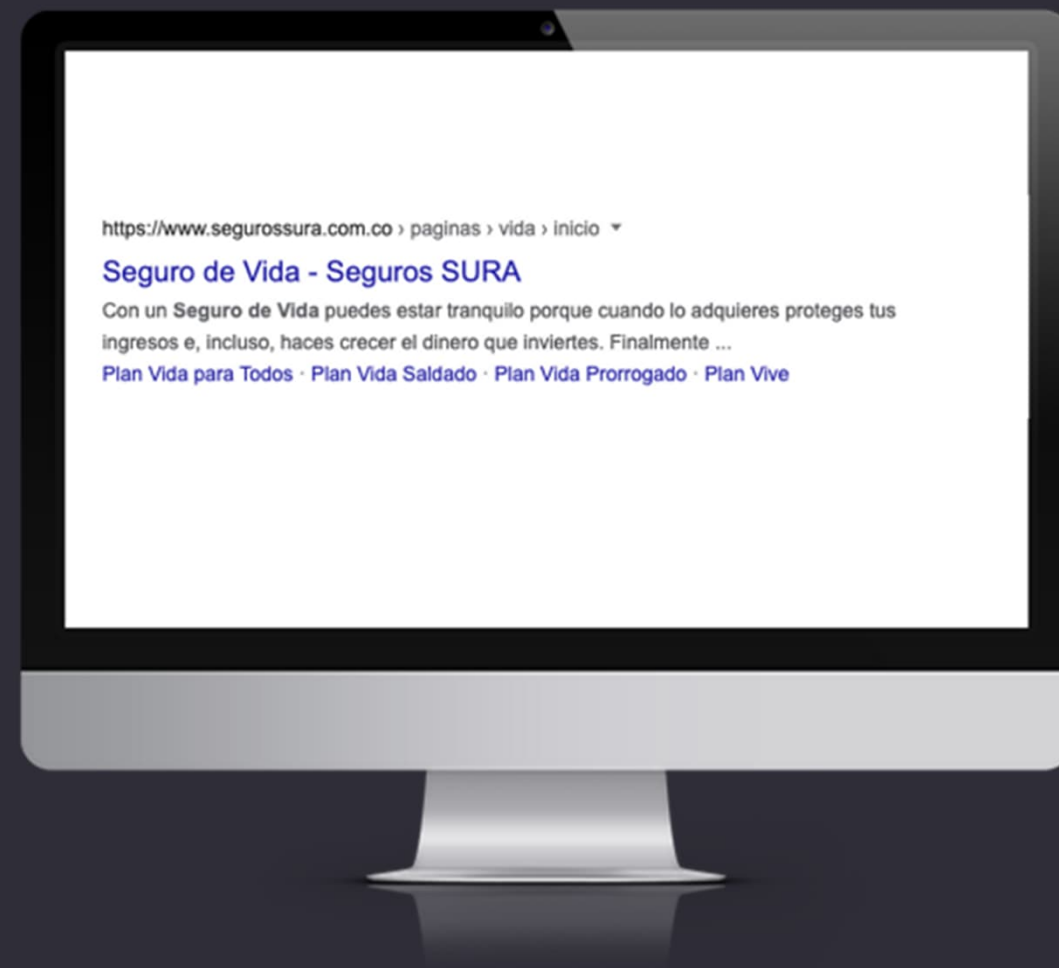 https://www.segurossura.com.co › paginas › vida › inicio
Seguro de Vida - Seguros SURA
Con un Seguro de Vida puedes estar tranquilo porque cuando lo adquieres proteges tus
ingresos e, incluso, haces crecer el dinero que inviertes. Finalmente ...
Plan Vida para Todos · Plan Vida Saldado · Plan Vida Prorrogado · Plan Vive